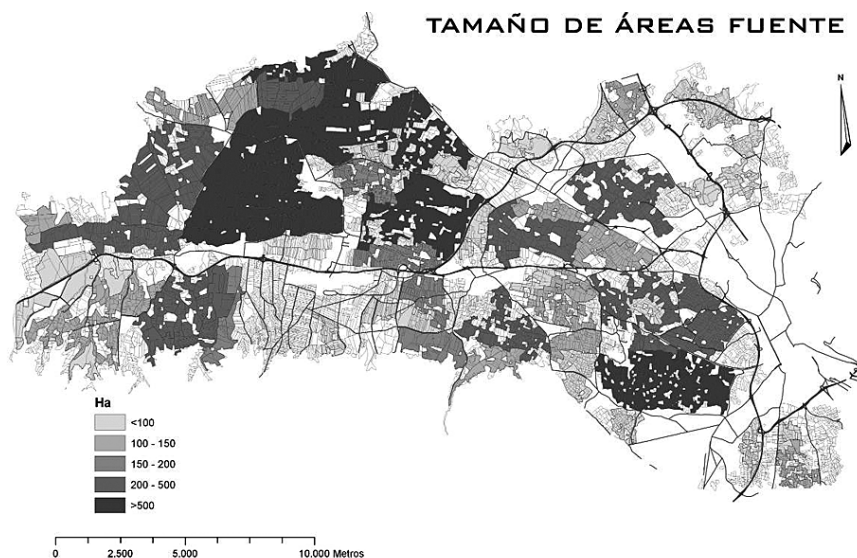 TAMAÑO DE ÁREAS FUENTE
N
Ha
<100
100 - 150
150 - 200
200 - 500
>500
0 2.500 5.000 10.000 Metros